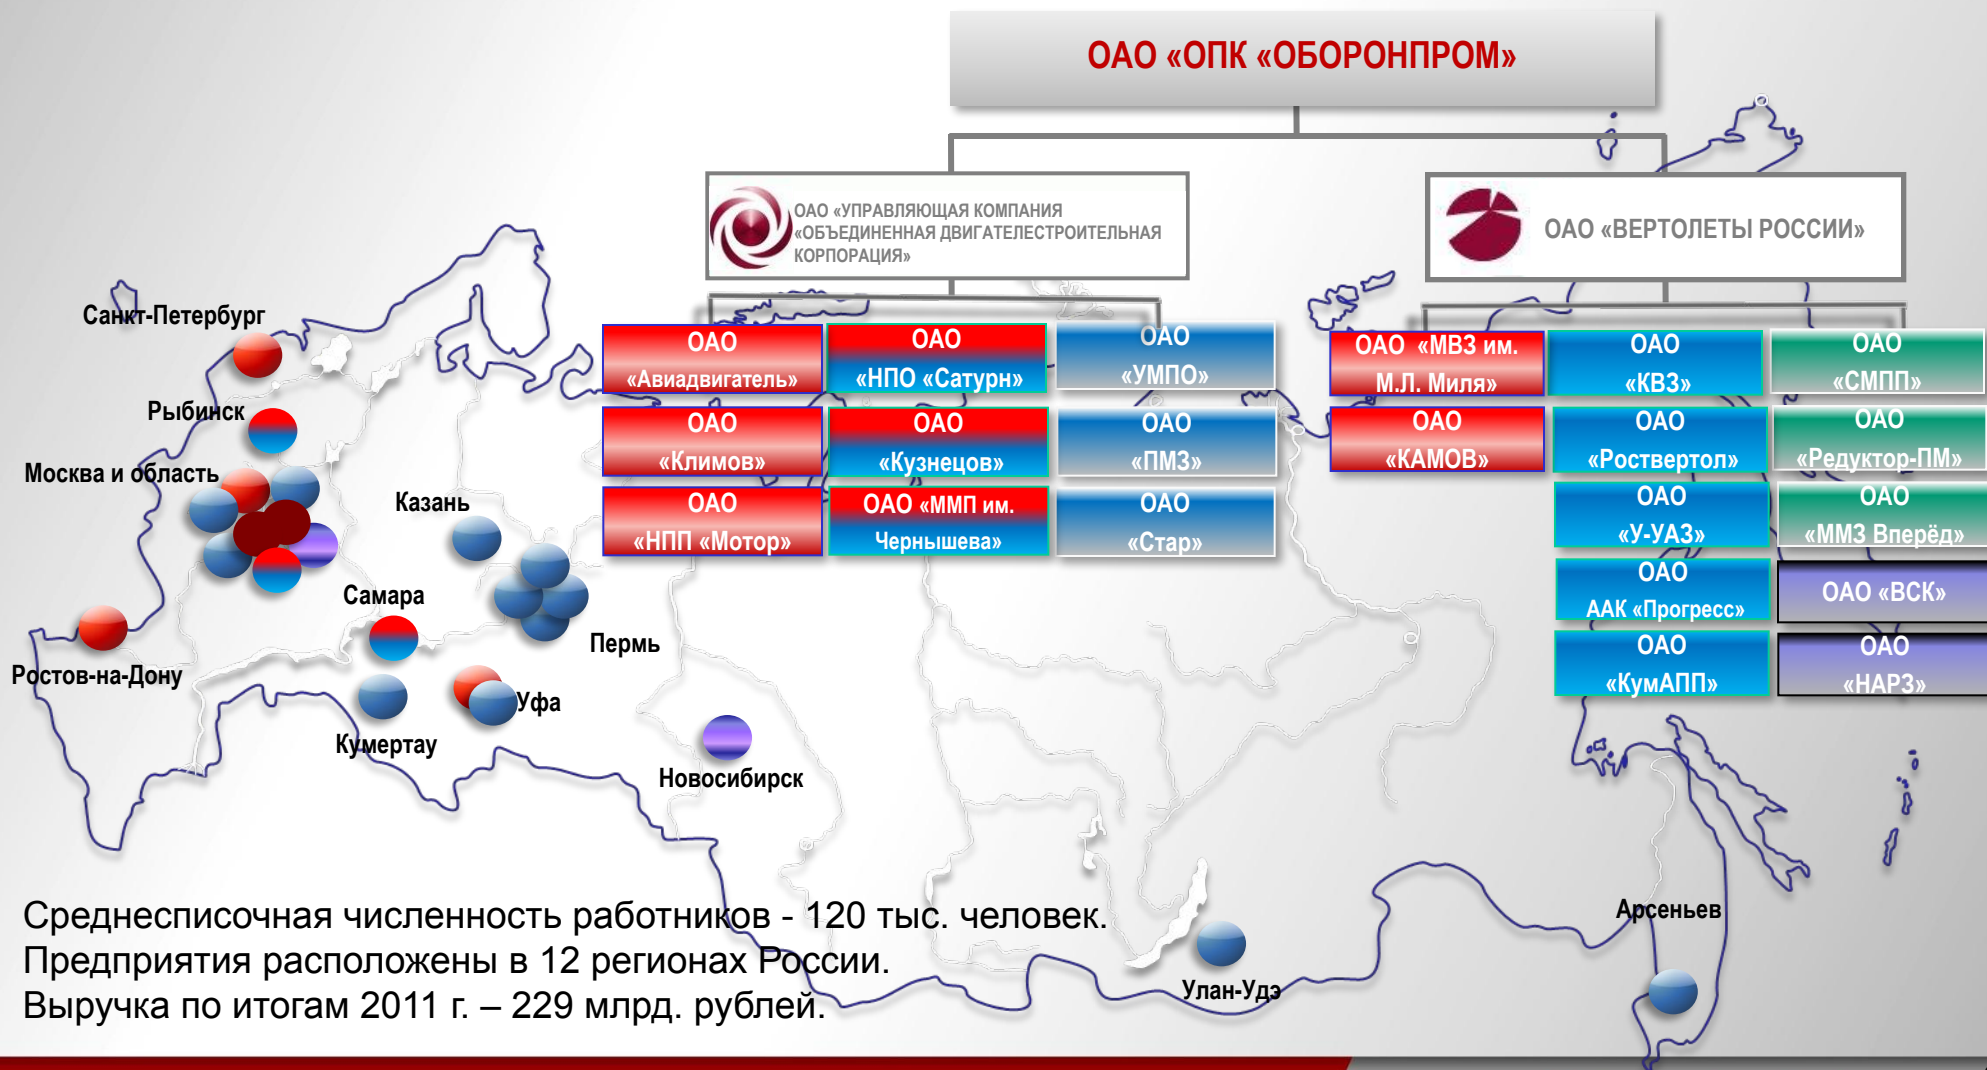 ОАО «ОПК «ОБОРОНПРОМ»
ОАО «УПРАВЛЯЮЩАЯ КОМПАНИЯ
«ОБЪЕДИНЕННАЯ ДВИГАТЕЛЕСТРОИТЕЛЬНАЯ
КОРПОРАЦИЯ»
ОАО «ВЕРТОЛЕТЫ РОССИИ»
ОАО
«Авиадвигатель»
ОАО
«НПО «Сатурн»
ОАО
«УМПО»
ОАО
«Климов»
ОАО
«Кузнецов»
ОАО
«ПМЗ»
ОАО
«НПП «Мотор»
ОАО «ММП им.
Чернышева»
ОАО
«Стар»
ОАО «МВЗ им.
М.Л. Миля»
ОАО
«КВЗ»
ОАО
«СМПП»
ОАО
«КАМОВ»
ОАО
«Роствертол»
ОАО
«Редуктор-ПМ»
ОАО
«У-УАЗ»
ОАО
«ММЗ Вперёд»
ОАО
ААК «Прогресс»
ОАО «ВСК»
ОАО
«КумАПП»
ОАО
«НАРЗ»
Санкт-Петербург
Рыбинск
Москва и область
Казань
Самара
Пермь
Ростов-на-Дону
Уфа
Кумертау
Новосибирск
Арсеньев
Улан-Удэ
Среднесписочная численность работников - 120 тыс. человек.
Предприятия расположены в 12 регионах России.
Выручка по итогам 2011 г. – 229 млрд. рублей.